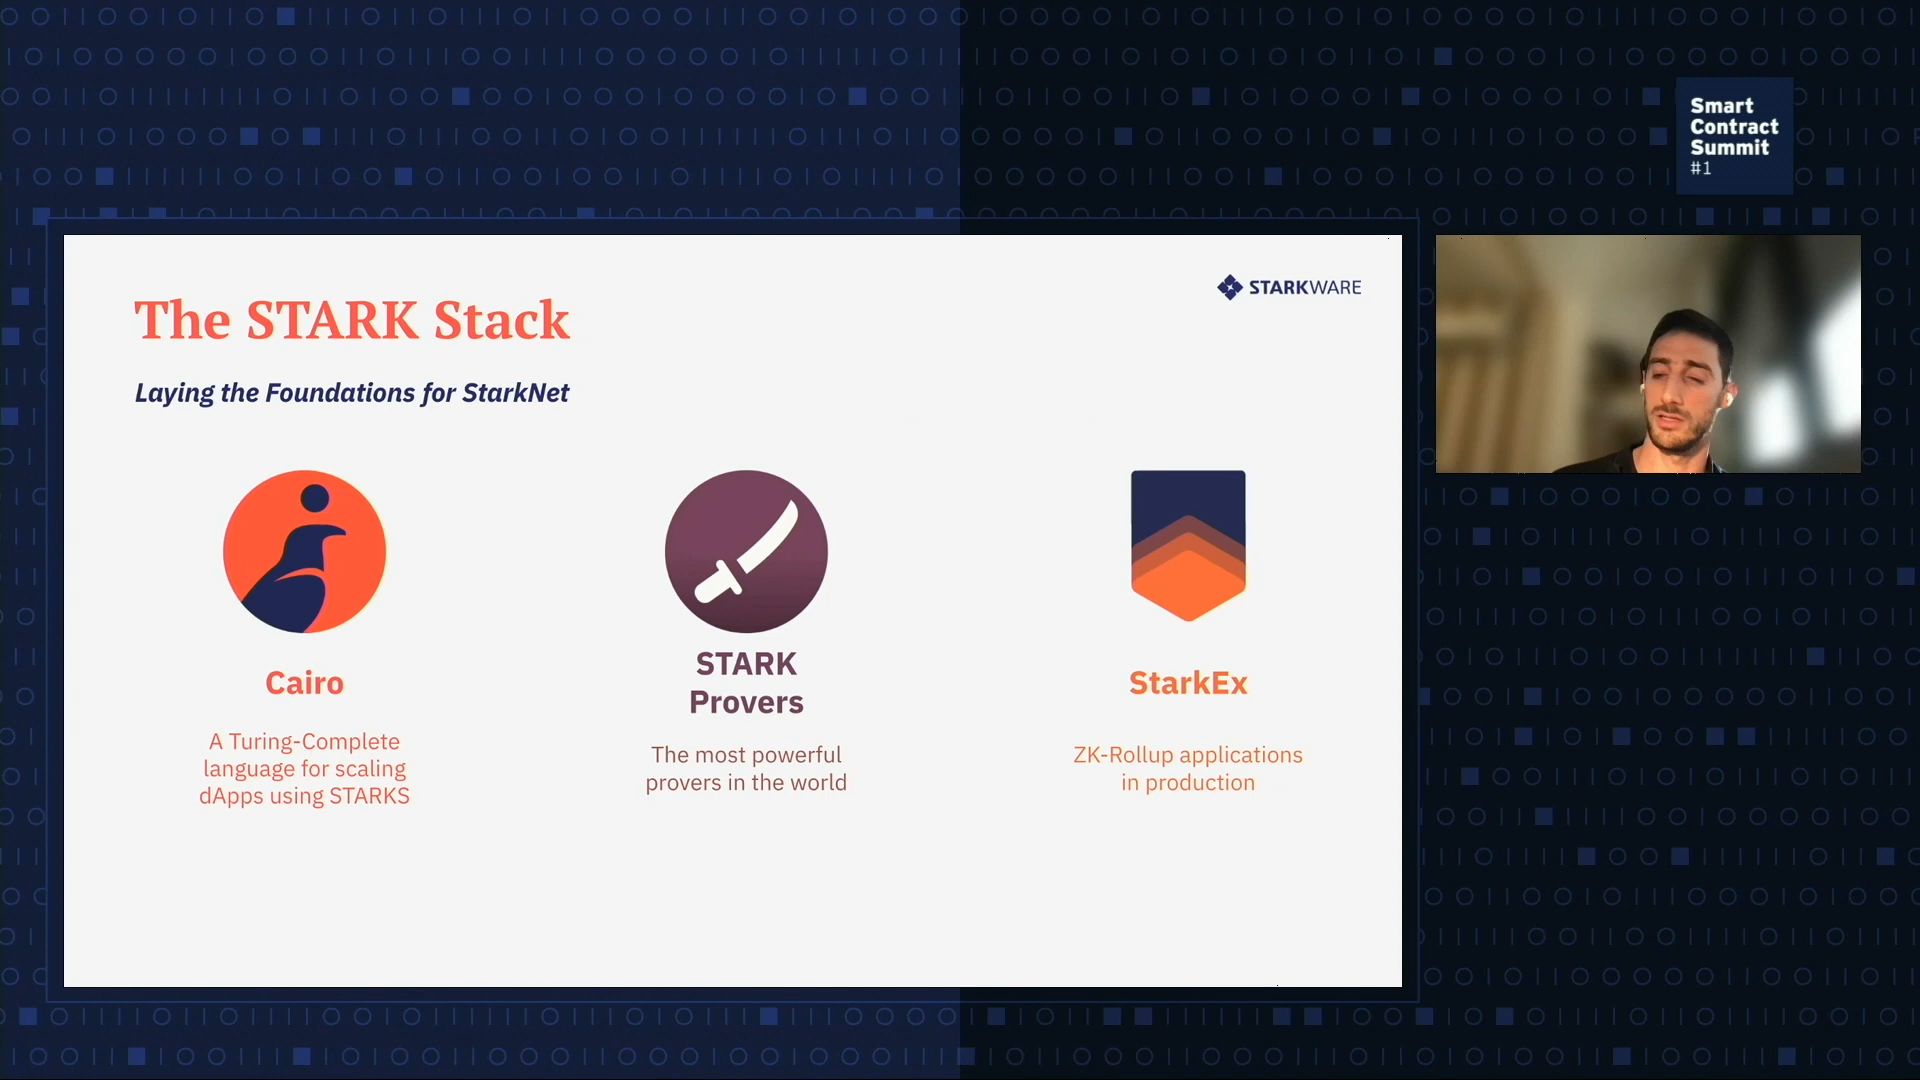 Smart
Contract
Summit
#1
STARKWARE
The STARK Stack
Laying the Foundations for StarkNet
Cairo
A Turing-Complete
language for scaling
dApps using STARKS
STARK
Provers
The most powerful
provers in the world
StarkEx
ZK-Rollup applications
in production